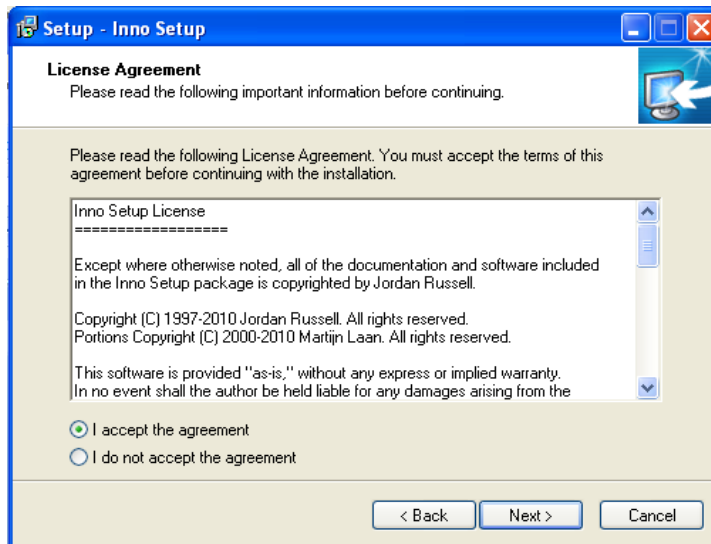 Setup - Inno Setup
License Agreement
Please read the following important information before continuing.
Please read the following License Agreement. You must accept the terms of this
agreement before continuing with the installation.
Inno Setup License
==================
Except where otherwise noted, all of the documentation and software included
in the Inno Setup package is copyrighted by Jordan Russell.
Copyright (C) 1997-2010 Jordan Russell. All rights reserved.
Portions Copyright (C) 2000-2010 Martijn Laan. All rights reserved.
This software is provided "as-is," without any express or implied warranty.
In no event shall the author be held liable for any damages arising from the
I accept the agreement
I do not accept the agreement
< Back Next > Cancel